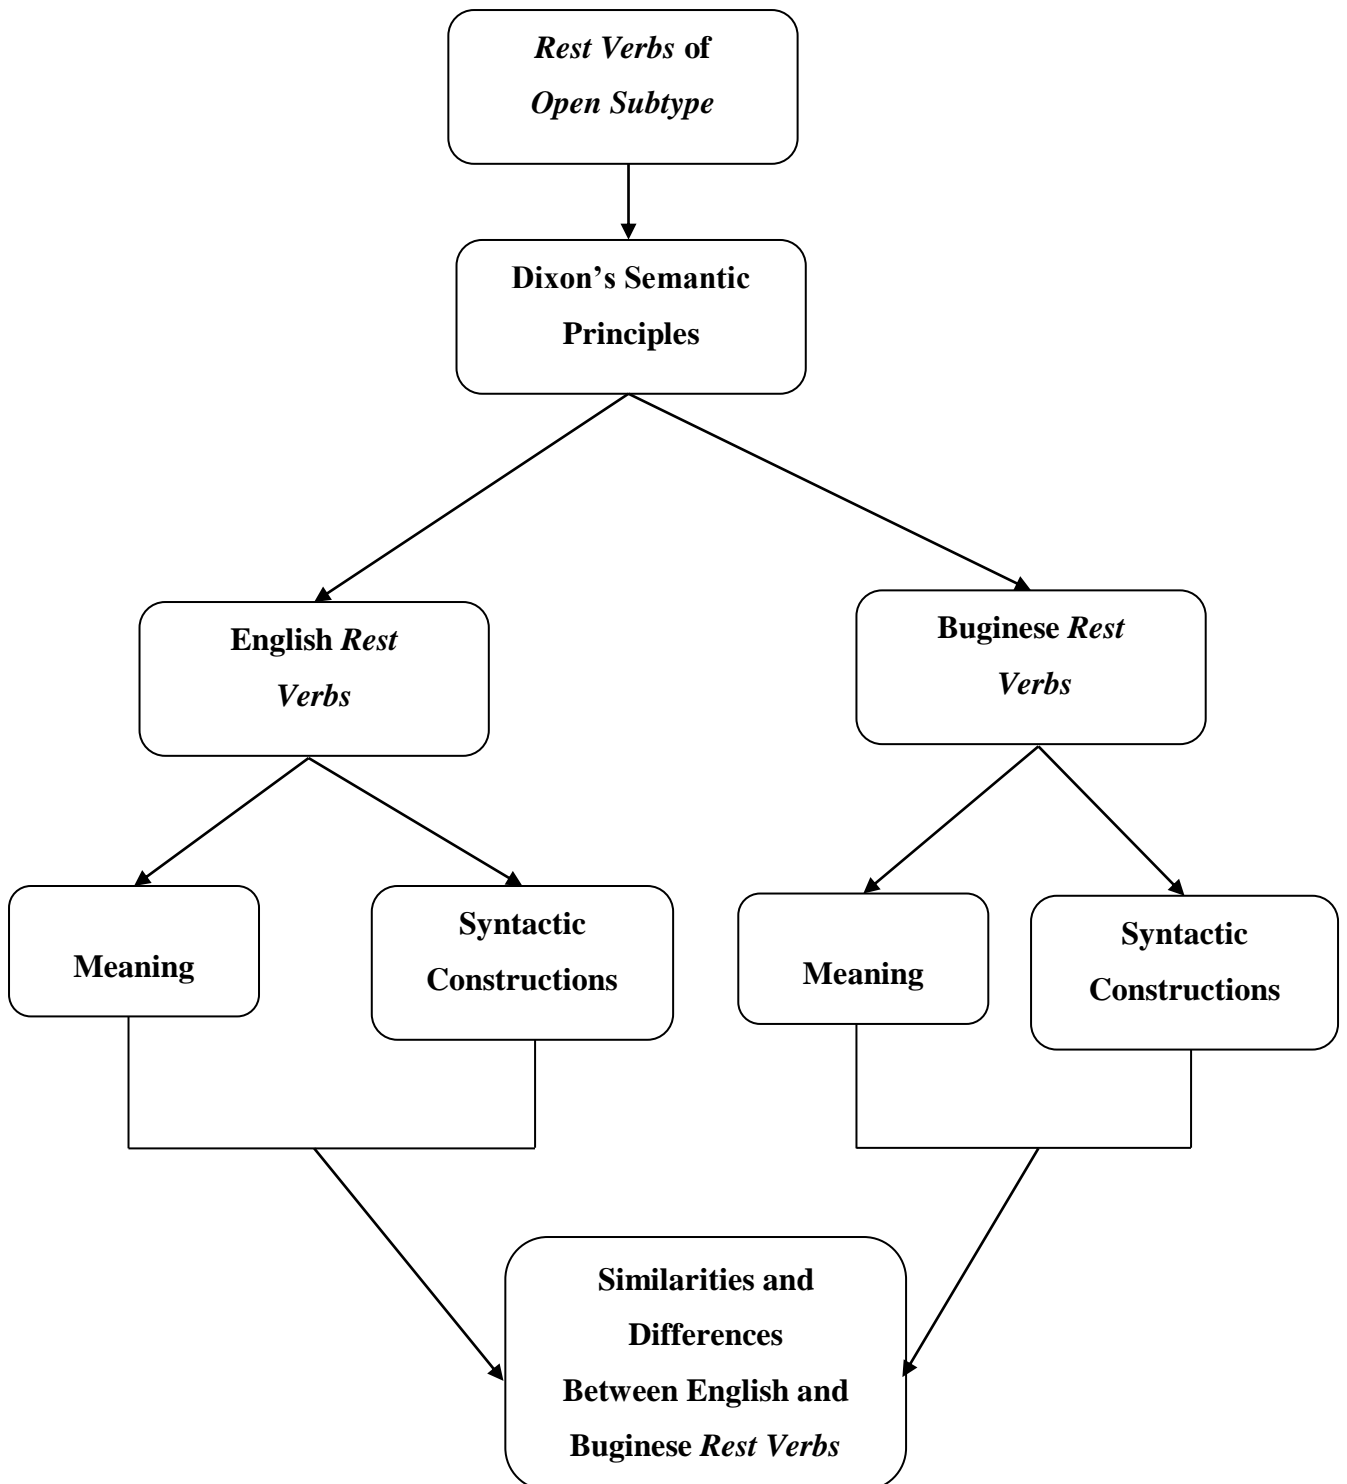 Rest Verbs of
Open Subtype
Dixon’s Semantic
Principles
English Rest
Verbs
Buginese Rest
Verbs
Meaning
Syntactic
Constructions
Meaning
Syntactic
Constructions
Similarities and
Differences
Between English and
Buginese Rest Verbs